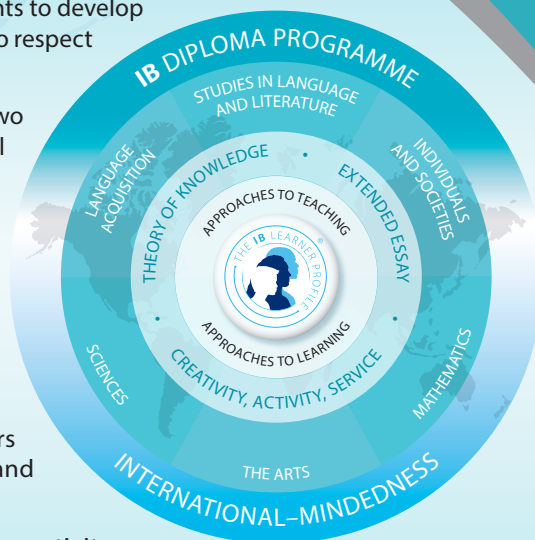 nts to develop
o respect
wo
l
rs
and
IB DIPLOMA PROGRAMME
STUDIES IN LANGUAGE
AND LITERATURE
LANGUAGE
ACQUISITION
INDIVIDUALS
AND SOCIETIES
SCIENCES
MATHEMATICS
THE ARTS
THEORY OF KNOWLEDGE
EXTENDED ESSAY
CREATIVITY, ACTIVITY, SERVICE
APPROACHES TO TEACHING
APPROACHES TO LEARNING
THE IB LEARNER PROFILE ®
INTERNATIONAL–MINDEDNESS